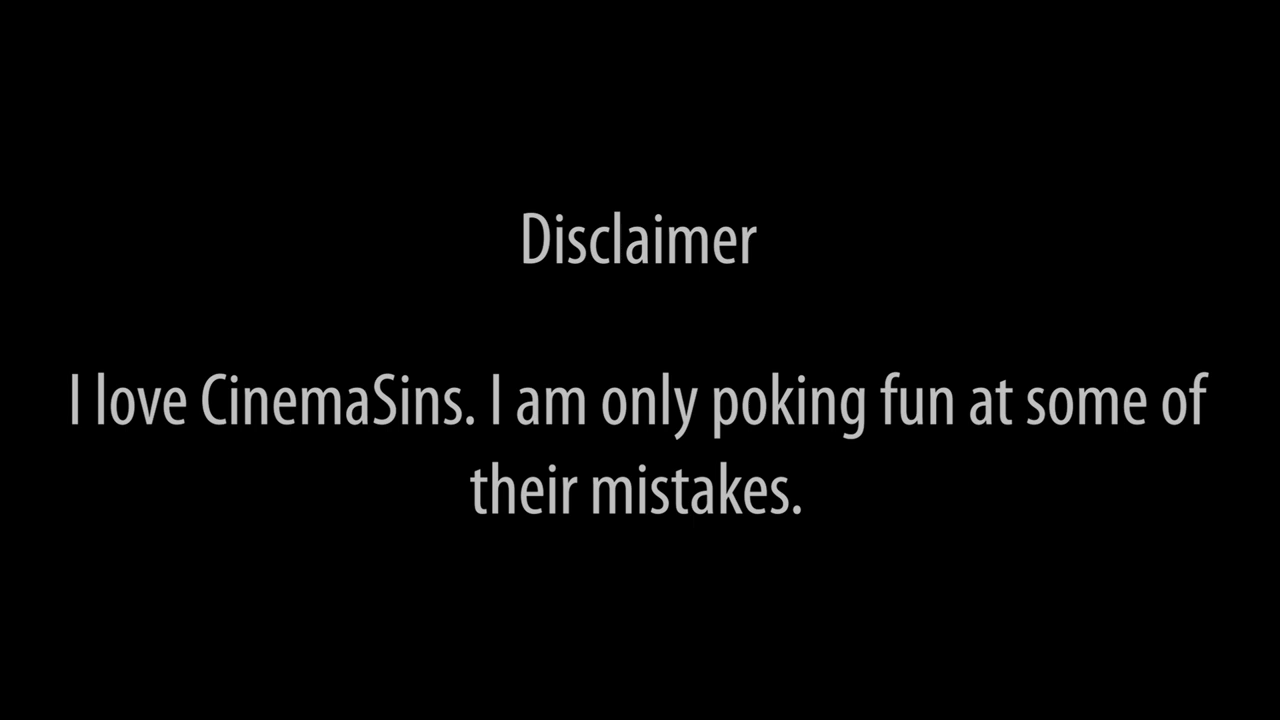 Disclaimer
I love CinemaSins. I am only poking fun at some of
their mistakes.